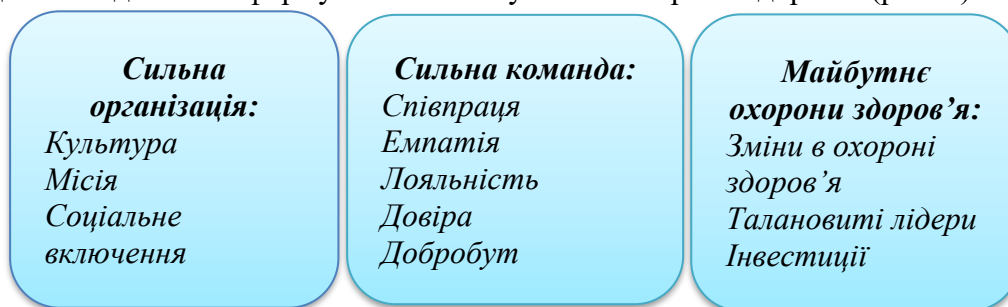 Сильна
організація:
Культура
Місія
Соціальне
включення
Сильна команда:
Співпраця
Емпатія
Лояльність
Довіра
Добробут
Майбутнє
охорони здоров’я:
Зміни в охороні
здоров’я
Талановиті лідери
Інвестиції